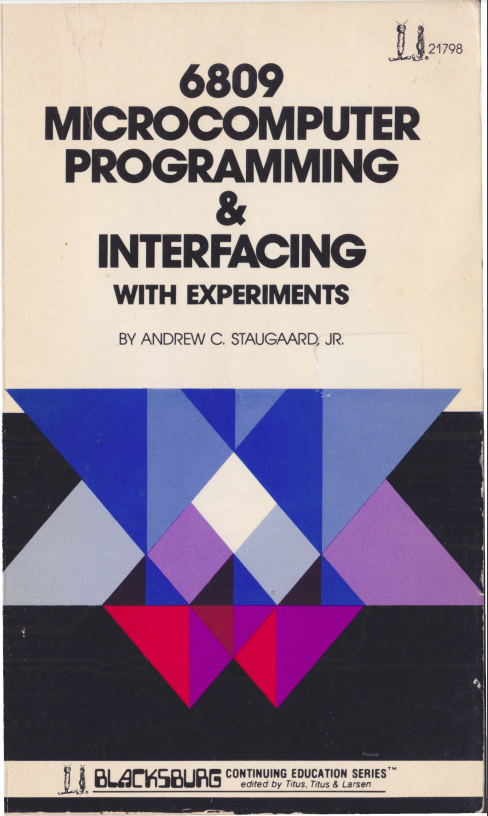 21798
6809
MICROCOMPUTER
PROGRAMMING
&
INTERFACING
WITH EXPERIMENTS
BY ANDREW C. STAUGAARD, JR.
BLACKSBURG CONTINUING EDUCATION SERIES™
edited by Titus, Titus & Larsen